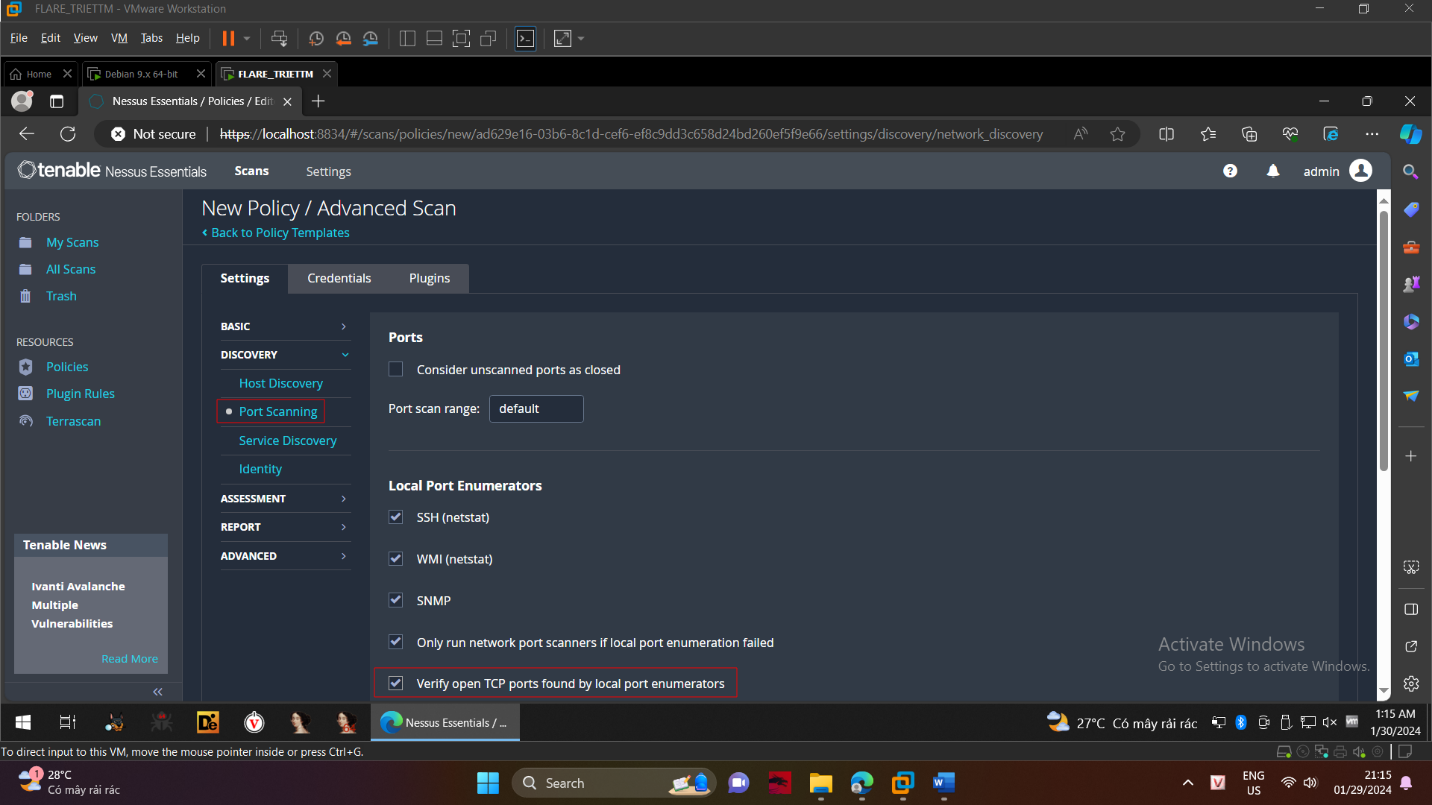 FLARE_TRIETTM - VMware Workstation
File Edit View VM Tabs Help
Home Debian 9.x 64-bit FLARE_TRIETTM
Nessus Essentials / Policies / Edit
Not secure https://localhost:8834/#/scans/policies/new/ad629e16-03b6-8c1d-cef6-ef8c9dd3c658d24bd260ef5f9e66/settings/discovery/network_discovery
tenable Nessus Essentials Scans Settings admin
FOLDERS
My Scans
All Scans
Trash
RESOURCES
Policies
Plugin Rules
Terrascan
Tenable News
Ivanti Avalanche
Multiple
Vulnerabilities
Read More
New Policy / Advanced Scan
Back to Policy Templates
Settings Credentials Plugins
BASIC
DISCOVERY
Host Discovery
Port Scanning
Service Discovery
Identity
ASSESSMENT
REPORT
ADVANCED
Ports
Consider unscanned ports as closed
Port scan range: default
Local Port Enumerators
SSH (netstat)
WMI (netstat)
SNMP
Only run network port scanners if local port enumeration failed
Verify open TCP ports found by local port enumerators
Activate Windows
Go to Settings to activate Windows.
Nessus Essentials / ... 27°C Có mây rải rác 1:15 AM
1/30/2024
To direct input to this VM, move the mouse pointer inside or press Ctrl+G.
1 28°C
Có mây rải rác
Search
ENG
US
21:15
01/29/2024